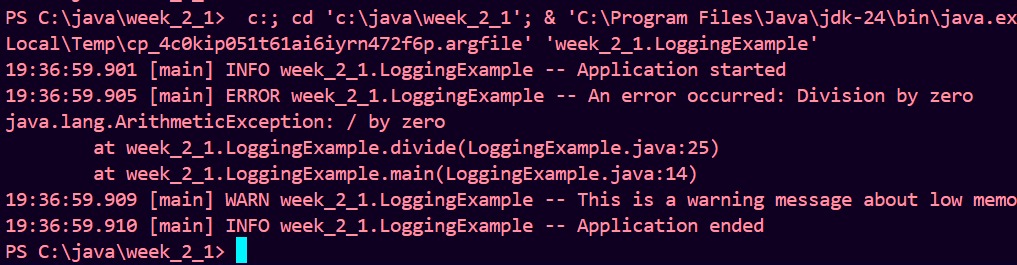 PS C:\java\week_2_1>  c:; cd 'c:\java\week_2_1'; & 'C:\Program Files\Java\jdk-24\bin\java.ex
Local\Temp\cp_4c0kip051t61ai6iyrn472f6p.argfile' 'week_2_1.LoggingExample'
19:36:59.901 [main] INFO week_2_1.LoggingExample -- Application started
19:36:59.905 [main] ERROR week_2_1.LoggingExample -- An error occurred: Division by zero
java.lang.ArithmeticException: / by zero
        at week_2_1.LoggingExample.divide(LoggingExample.java:25)
        at week_2_1.LoggingExample.main(LoggingExample.java:14)
19:36:59.909 [main] WARN week_2_1.LoggingExample -- This is a warning message about low memo
19:36:59.910 [main] INFO week_2_1.LoggingExample -- Application ended
PS C:\java\week_2_1>